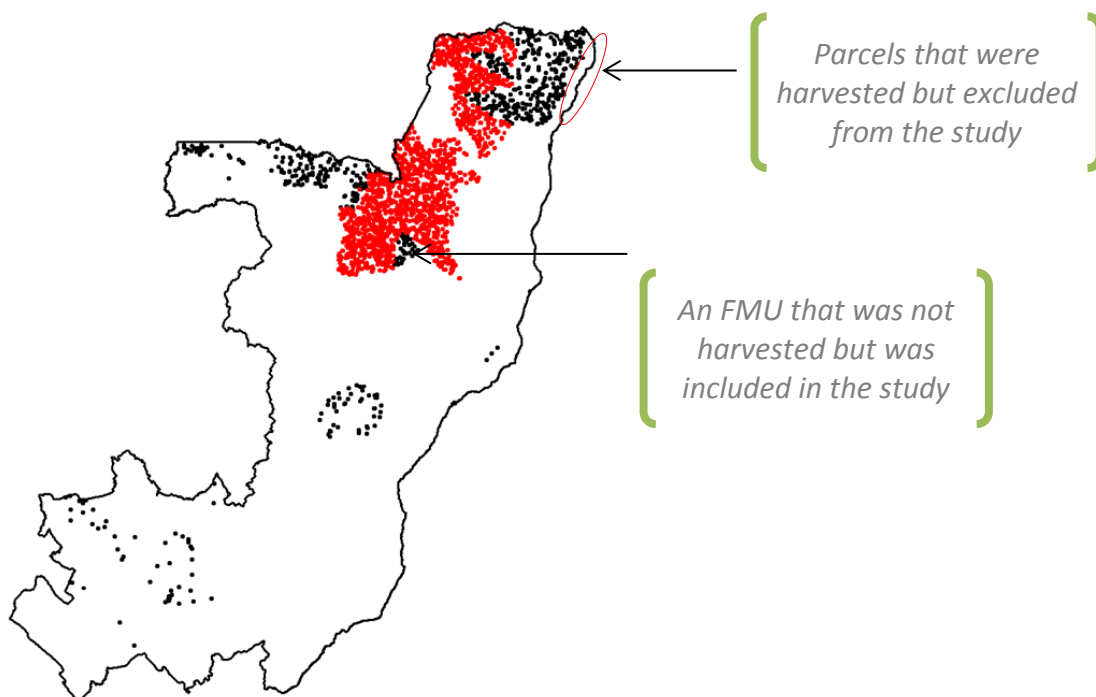 Parcels that were
harvested but excluded
from the study
An FMU that was not
harvested but was
included in the study